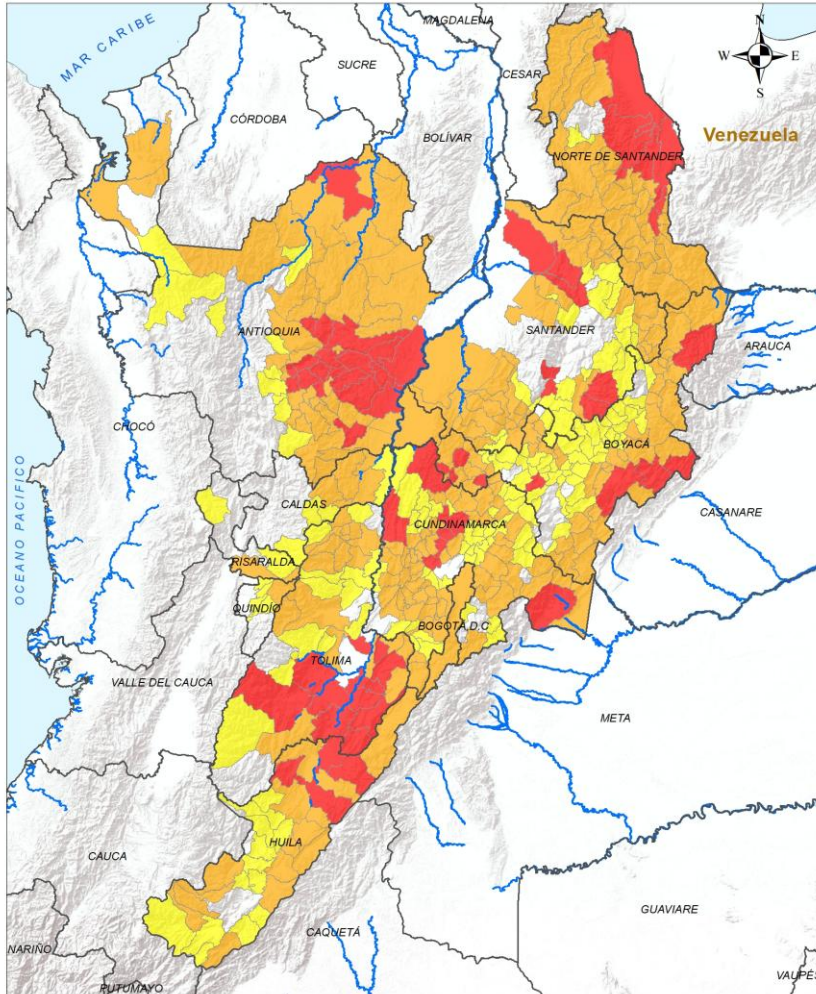 MAGDALENA
N
W E
S
MAR CARIBE
SUCRE
CESAR
CÓRDOBA
BOLÍVAR
Venezuela
NORTE DE SANTANDER
ANTIOQUIA
SANTANDER
ARAUCA
CHOCÓ
BOYACÁ
CALDAS
CUNDINAMARCA
CASANARE
OCEANO PACIFICO
RISARALDA
QUINDÍO
BOGOTÁ, D.C
TOLIMA
VALLE DEL CAUCA
META
HUILA
CAUCA
GUAVIARE
CAQUETÁ
NARIÑO
PUTUMAYO
VAUPÉS